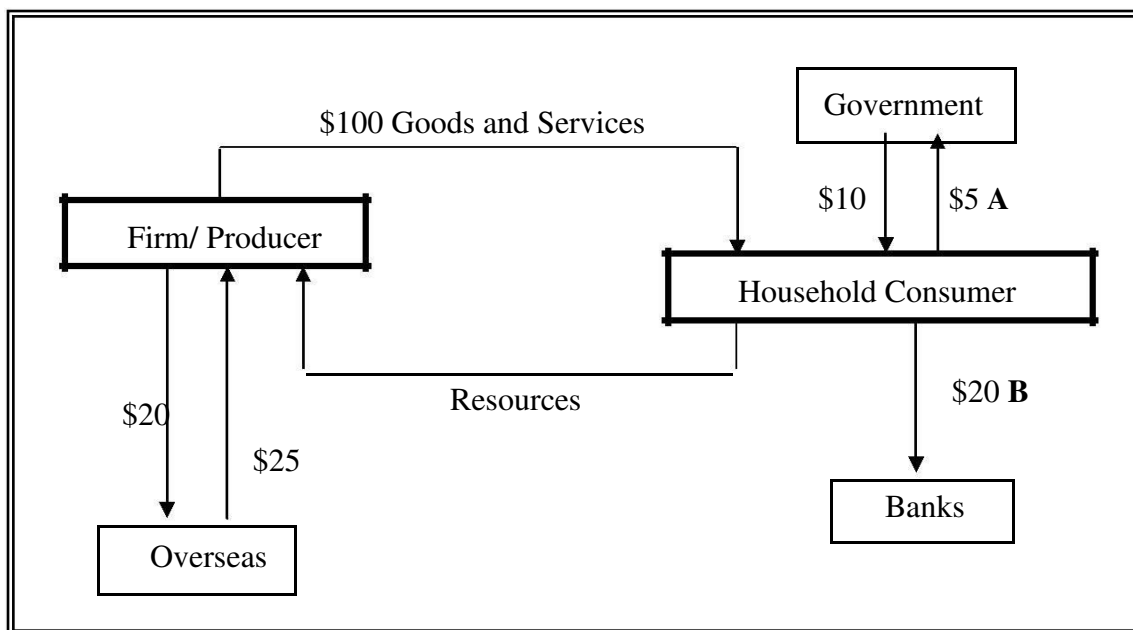 Government
$100 Goods and Services
$10
$5 A
Firm/ Producer
Household Consumer
Resources
$20
$25
$20 B
Banks
Overseas